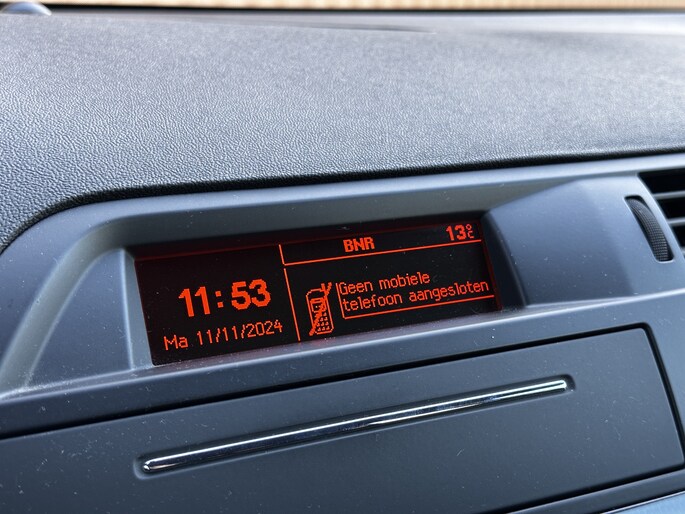 BNR 13°C
11:53
Ma 11/11/2024
Geen mobiele
telefoon aangesloten